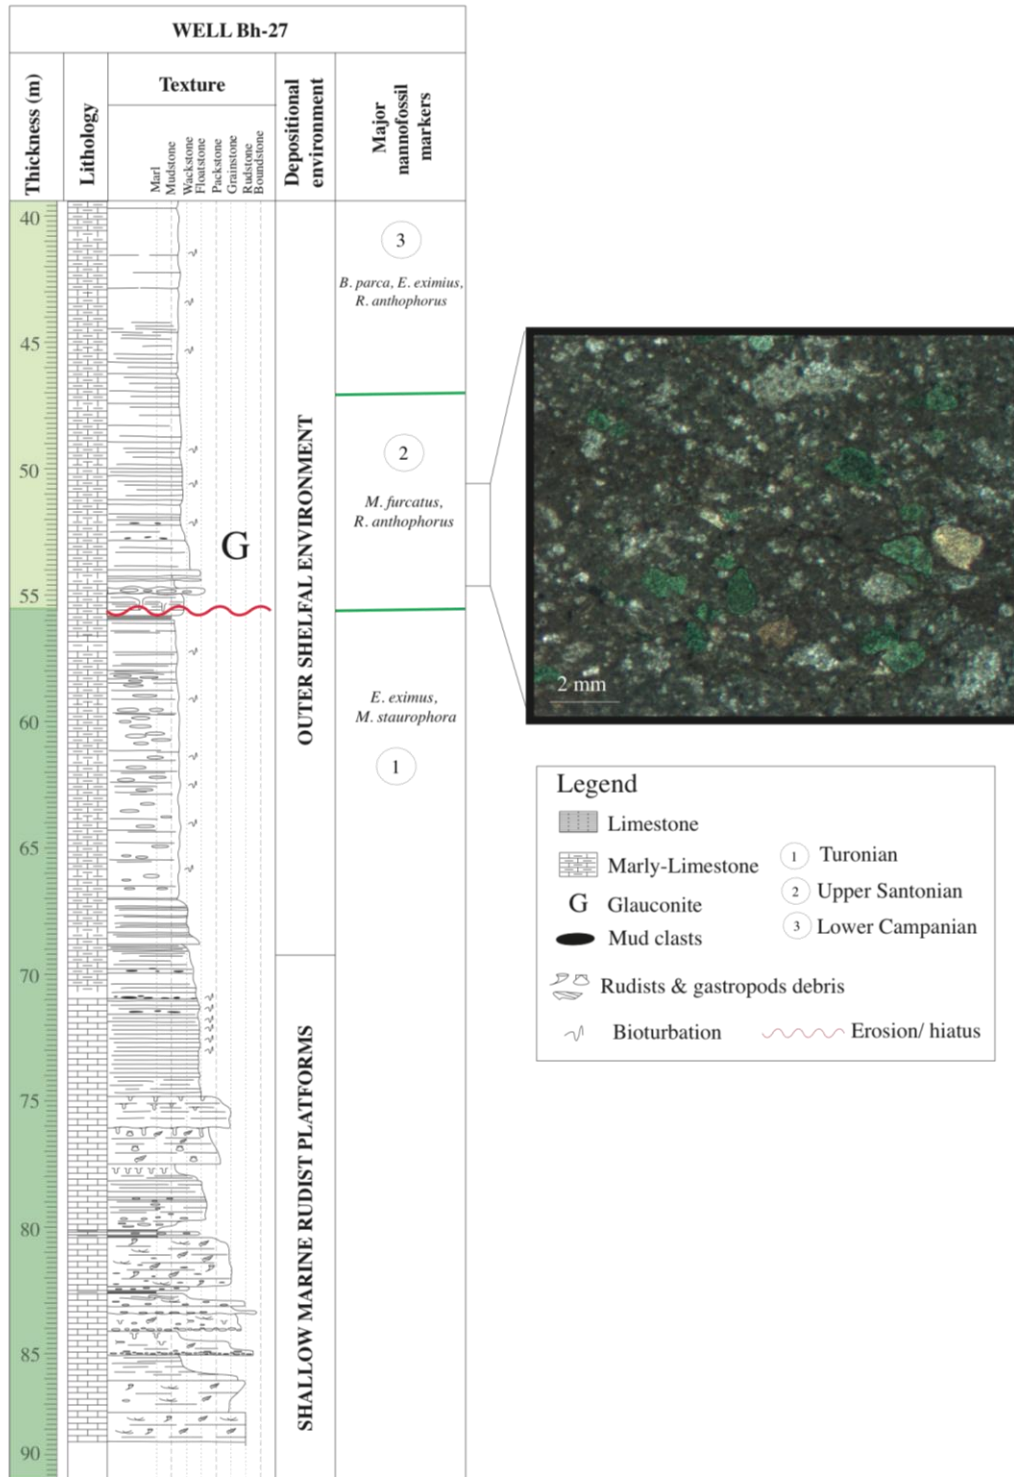 WELL Bh-27
Thickness (m)
Lithology
Texture
Marl
Mudstone
Wackstone
Floatstone
Packstone
Grainstone
Rudstone
Boundstone
Depositional
environment
Major
nannofossil
markers
40
45
50
55
60
65
70
75
80
85
90
G
OUTER SHELFAL ENVIRONMENT
SHALLOW MARINE RUDIST PLATFORMS
3
B. parca, E. eximius,
R. anthophorus
2
M. furcatus,
R. anthophorus
E. eximus,
M. staurophora
1
2 mm
Legend
Limestone
Marly-Limestone
G Glauconite
Mud clasts
Rudists & gastropods debris
Bioturbation
1 Turonian
2 Upper Santonian
3 Lower Campanian
Erosion/ hiatus